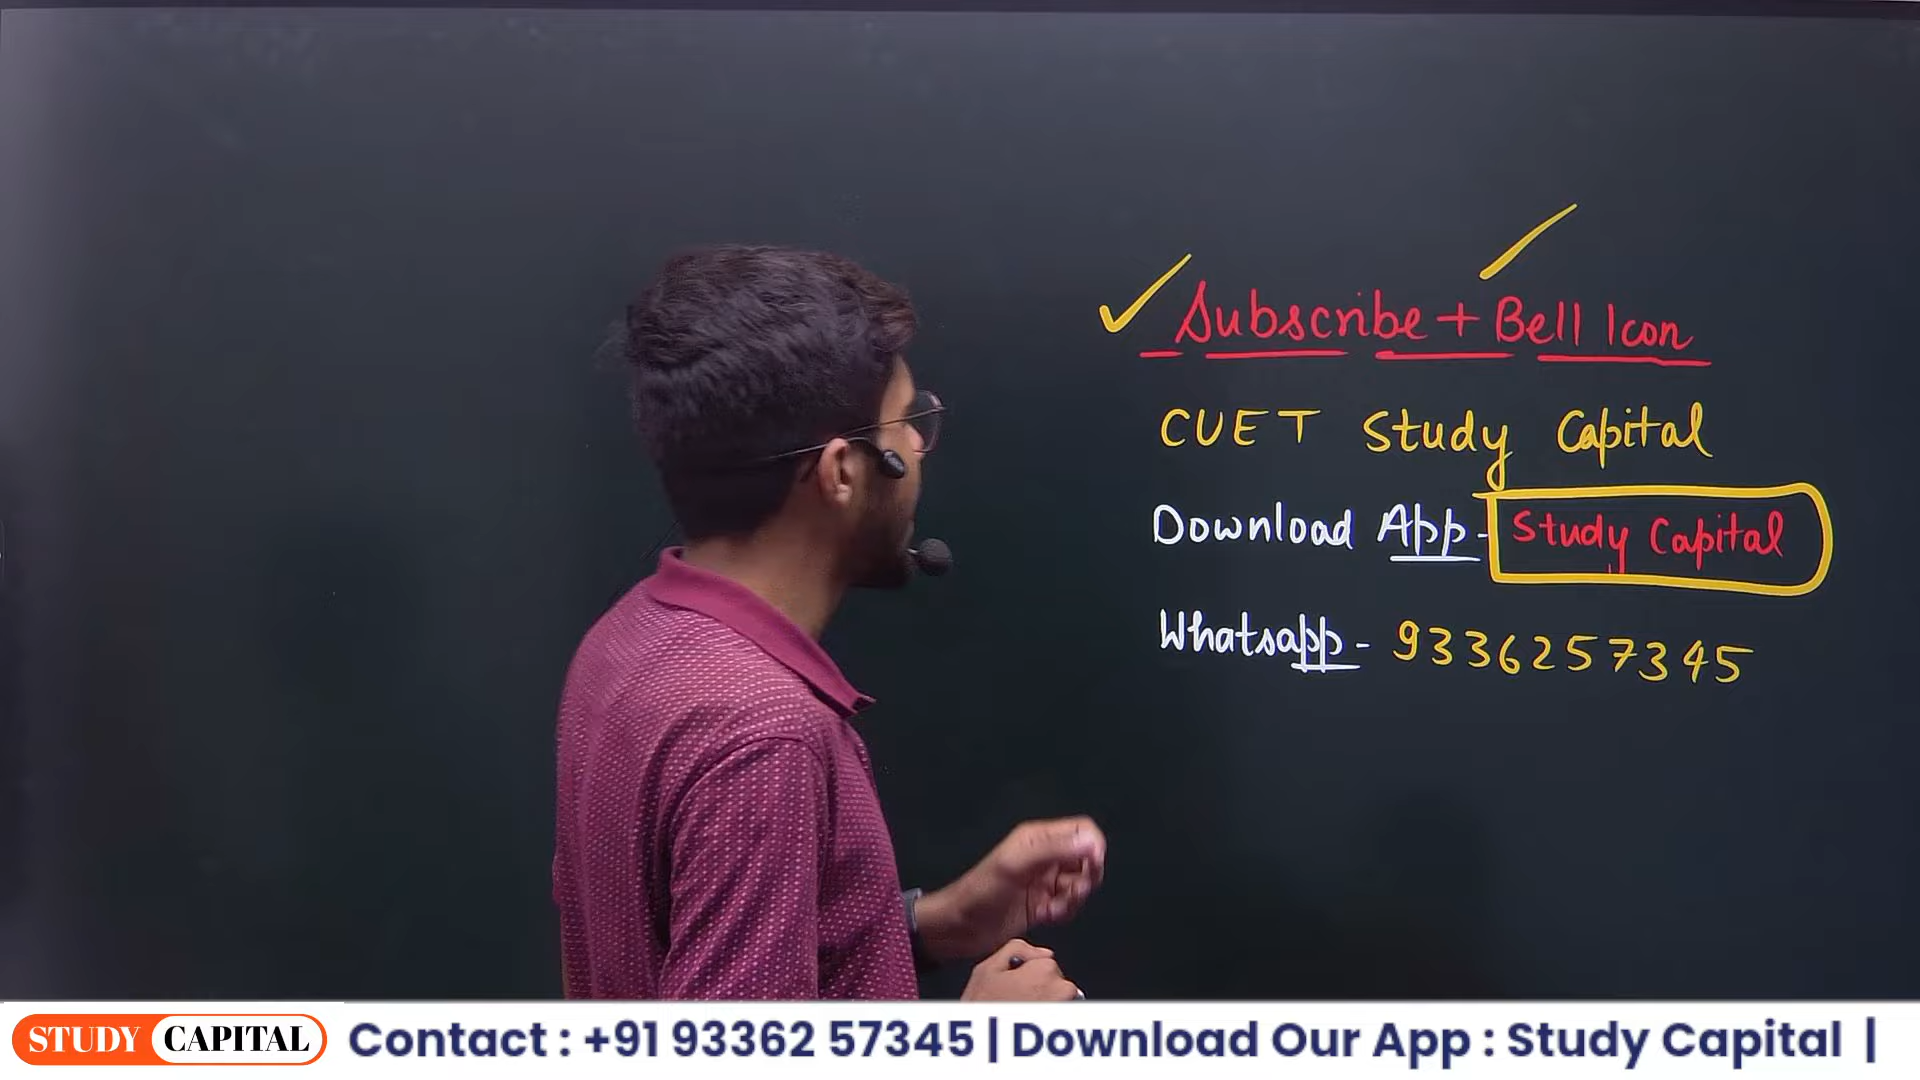 Subscribe + Bell Icon
CUET Study Capital
Download App - Study Capital
Whatsapp - 9336257345
STUDY CAPITAL Contact : +91 93362 57345 | Download Our App : Study Capital |